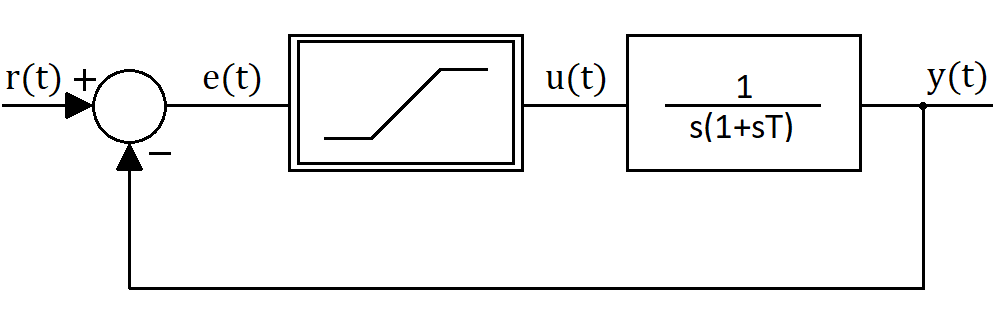 r(t) + e(t) u(t) 1 y(t)
s(1+sT)
−